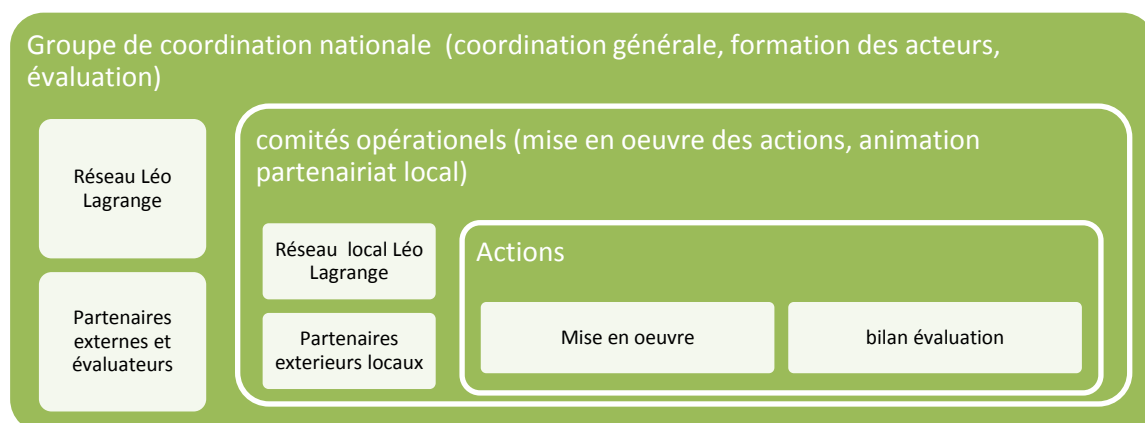 Groupe de coordination nationale (coordination générale, formation des acteurs,
évaluation)
Réseau Léo
Lagrange
Partenaires
externes et
évaluateurs
comités opérationels (mise en oeuvre des actions, animation
partenairiat local)
Réseau local Léo
Lagrange
Partenaires
exterieurs locaux
Actions
Mise en oeuvre
bilan évaluation